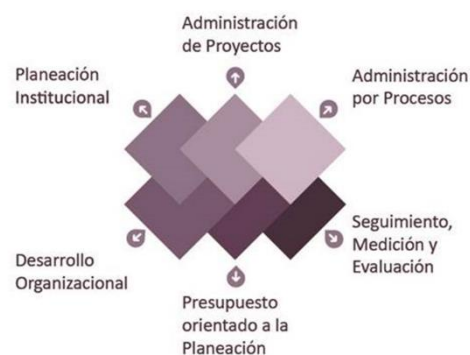 Administración
de Proyectos
Planeación
Institucional
Administración
por Procesos
Desarrollo
Organizacional
Seguimiento,
Medición y
Evaluación
Presupuesto
orientado a la
Planeación